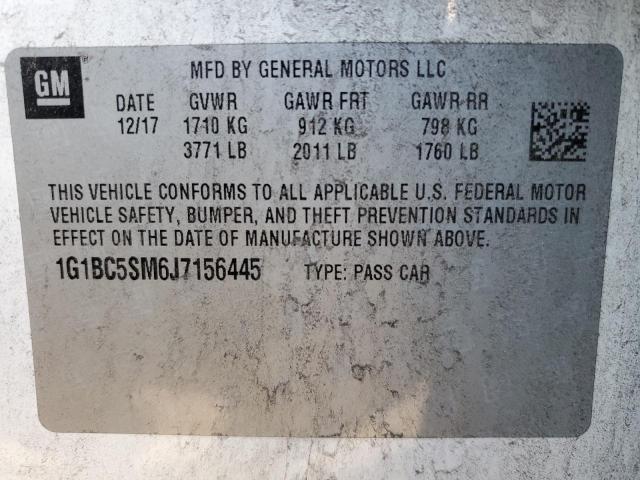 GM
MFD BY GENERAL MOTORS LLC
DATE GVWR GAWR FRT GAWR RR
12/17 1710 KG 912 KG 798 KG
3771 LB 2011 LB 1760 LB
THIS VEHICLE CONFORMS TO ALL APPLICABLE U.S. FEDERAL MOTOR
VEHICLE SAFETY, BUMPER, AND THEFT PREVENTION STANDARDS IN
EFFECT ON THE DATE OF MANUFACTURE SHOWN ABOVE.
1G1BC5SM6J7156445 TYPE: PASS CAR